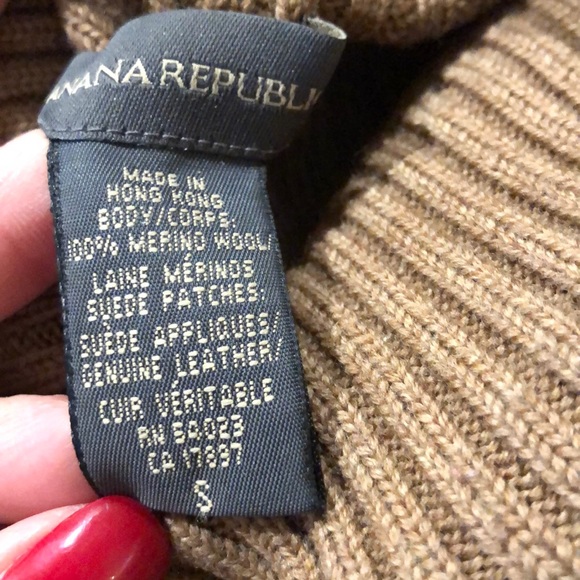 ANANA REPUBLI
MADE IN
HONG KONG
BODY/CORPS.
100% MERINO WOOL/
LAINE MÉRINOS
SUEDE PATCHES.
SUÈDE APPLIQUES/
GENUINE LEATHER/
CUIR VÉRITABLE
RN 54023
CA 17897
S